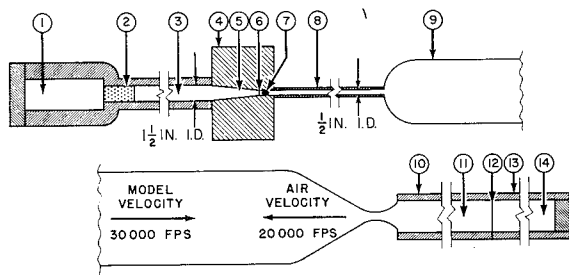 1 2 3 4 5 6 7 8 9
1 1/2 IN. I.D.
1/2 IN. I.D.
10 11 12 13 14
MODEL VELOCITY
30000 FPS
AIR VELOCITY
20000 FPS